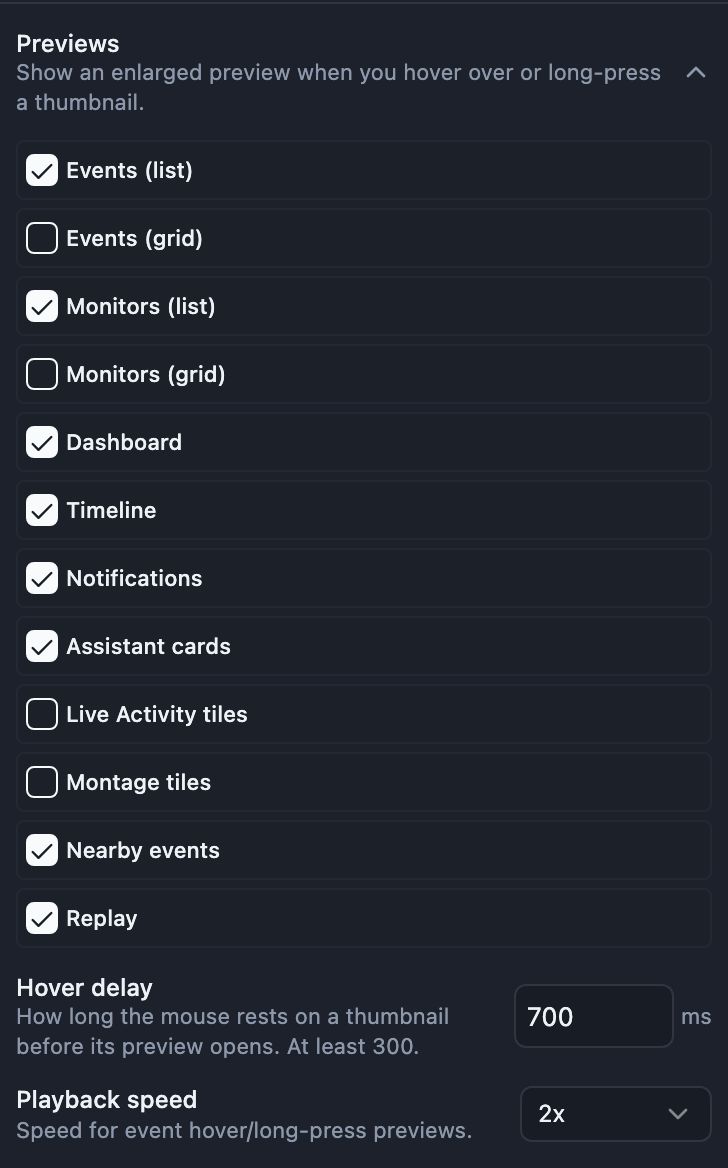 Previews
Show an enlarged preview when you hover over or long-press
a thumbnail.
Events (list)
Events (grid)
Monitors (list)
Monitors (grid)
Dashboard
Timeline
Notifications
Assistant cards
Live Activity tiles
Montage tiles
Nearby events
Replay
Hover delay
How long the mouse rests on a thumbnail
before its preview opens. At least 300.
700 ms
Playback speed
Speed for event hover/long-press previews.
2x